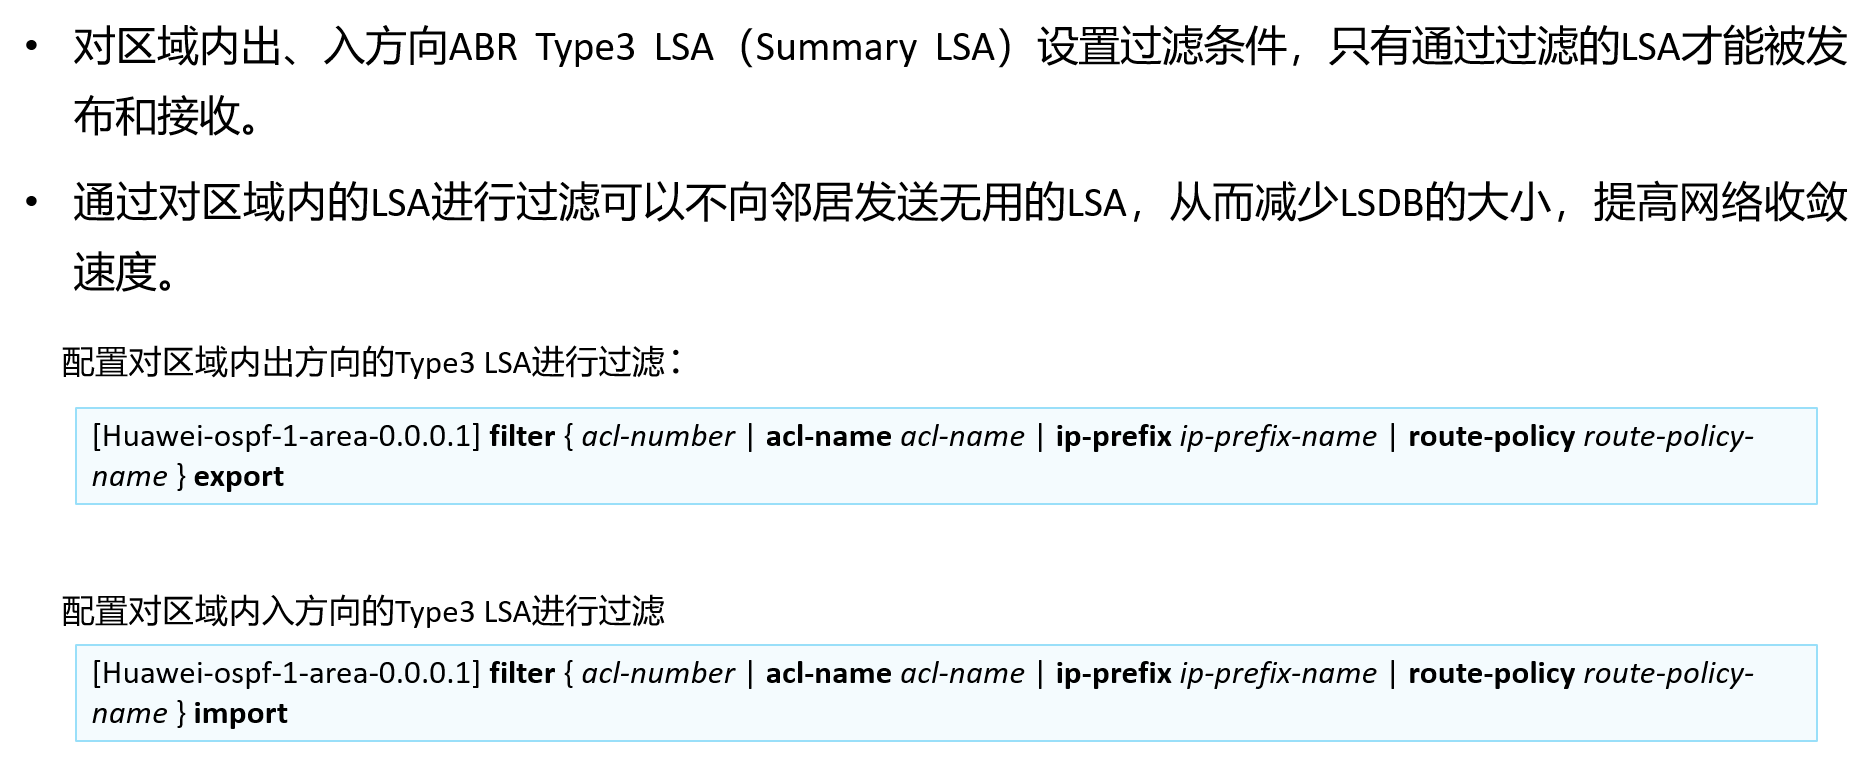 • 对区域内出、入方向ABR Type3 LSA（Summary LSA）设置过滤条件，只有通过过滤的LSA才能被发
布和接收。
• 通过对区域内的LSA进行过滤可以不向邻居发送无用的LSA，从而减少LSDB的大小，提高网络收敛
速度。
配置对区域内出方向的Type3 LSA进行过滤：
[Huawei-ospf-1-area-0.0.0.1] filter { acl-number | acl-name acl-name | ip-prefix ip-prefix-name | route-policy route-policy-
name } export
配置对区域内入方向的Type3 LSA进行过滤
[Huawei-ospf-1-area-0.0.0.1] filter { acl-number | acl-name acl-name | ip-prefix ip-prefix-name | route-policy route-policy-
name } import